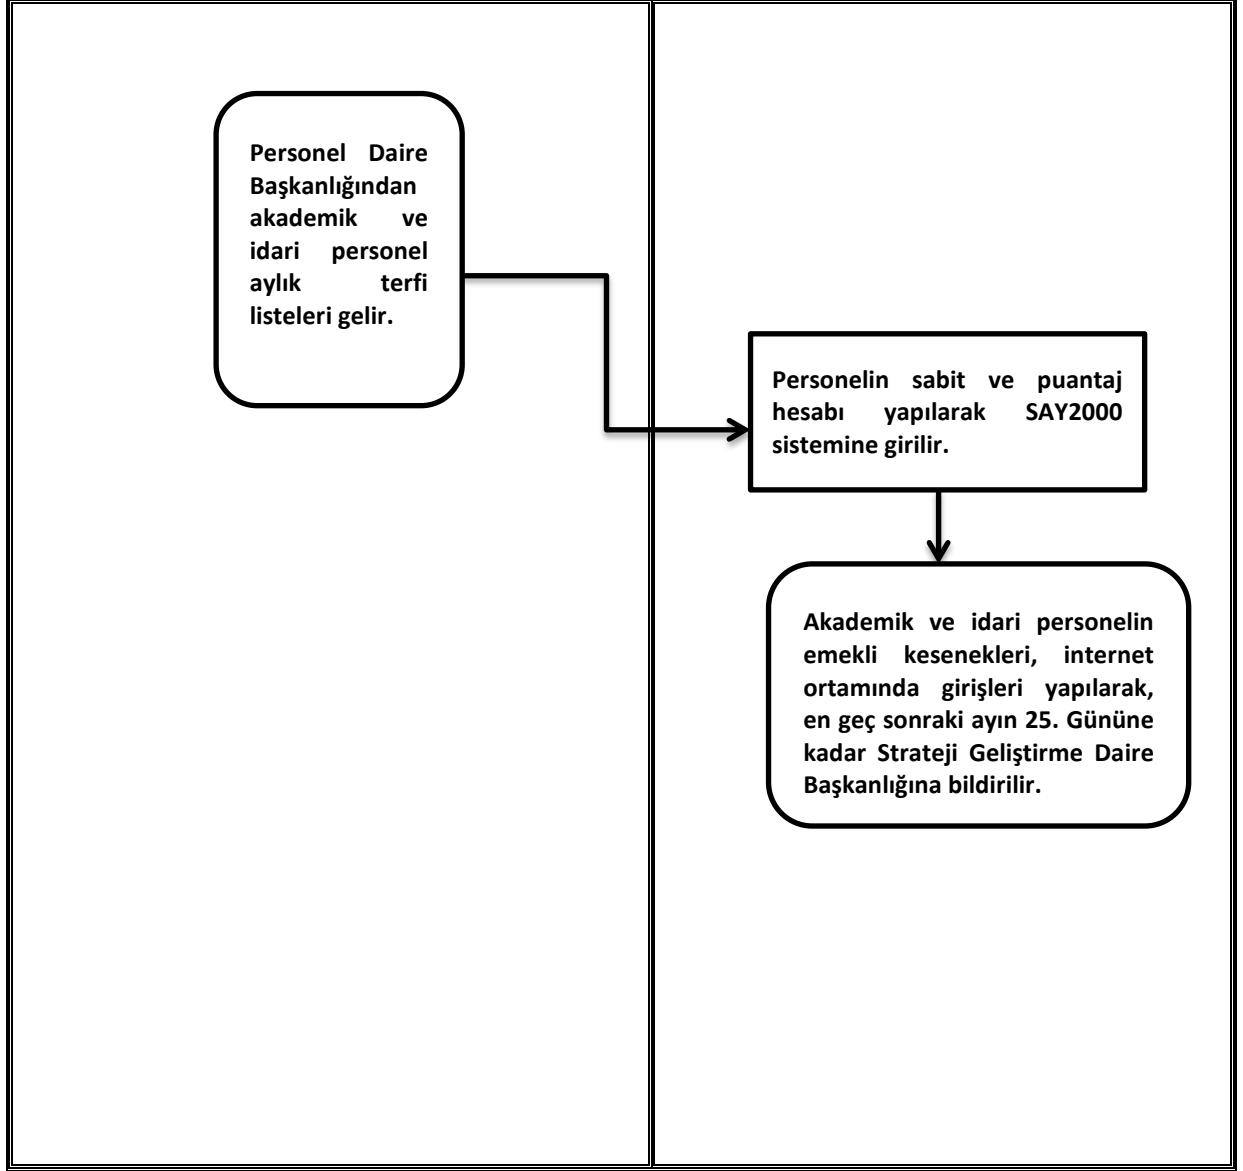 Personel Daire
Başkanlığından
akademik ve
idari personel
aylık terfi
listeleri gelir.
Personelin sabit ve puantaj
hesabı yapılarak SAY2000
sistemine girilir.
Akademik ve idari personelin
emekli kesenekleri, internet
ortamında girişleri yapılarak,
en geç sonraki ayın 25. Gününe
kadar Strateji Geliştirme Daire
Başkanlığına bildirilir.